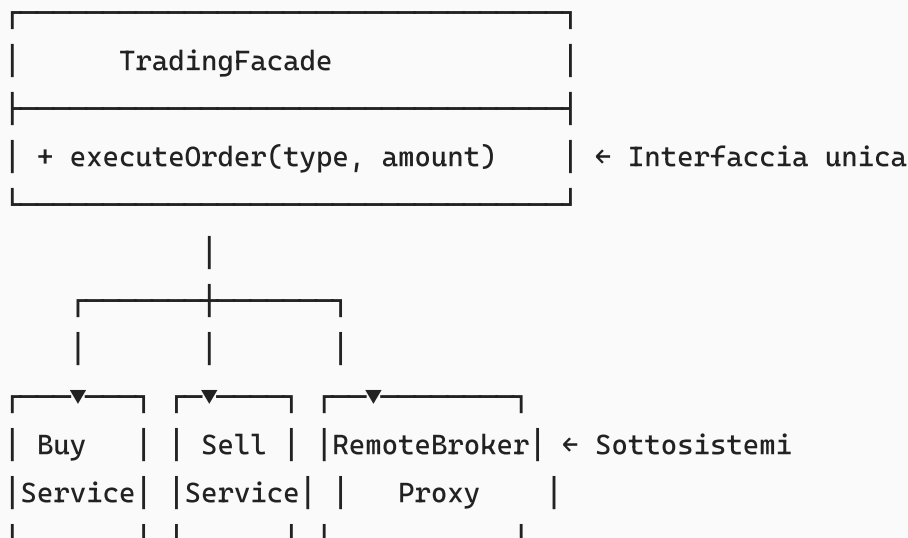 TradingFacade
+ executeOrder(type, amount) ← Interfaccia unica
Buy Sell RemoteBroker ← Sottosistemi
Service Service Proxy